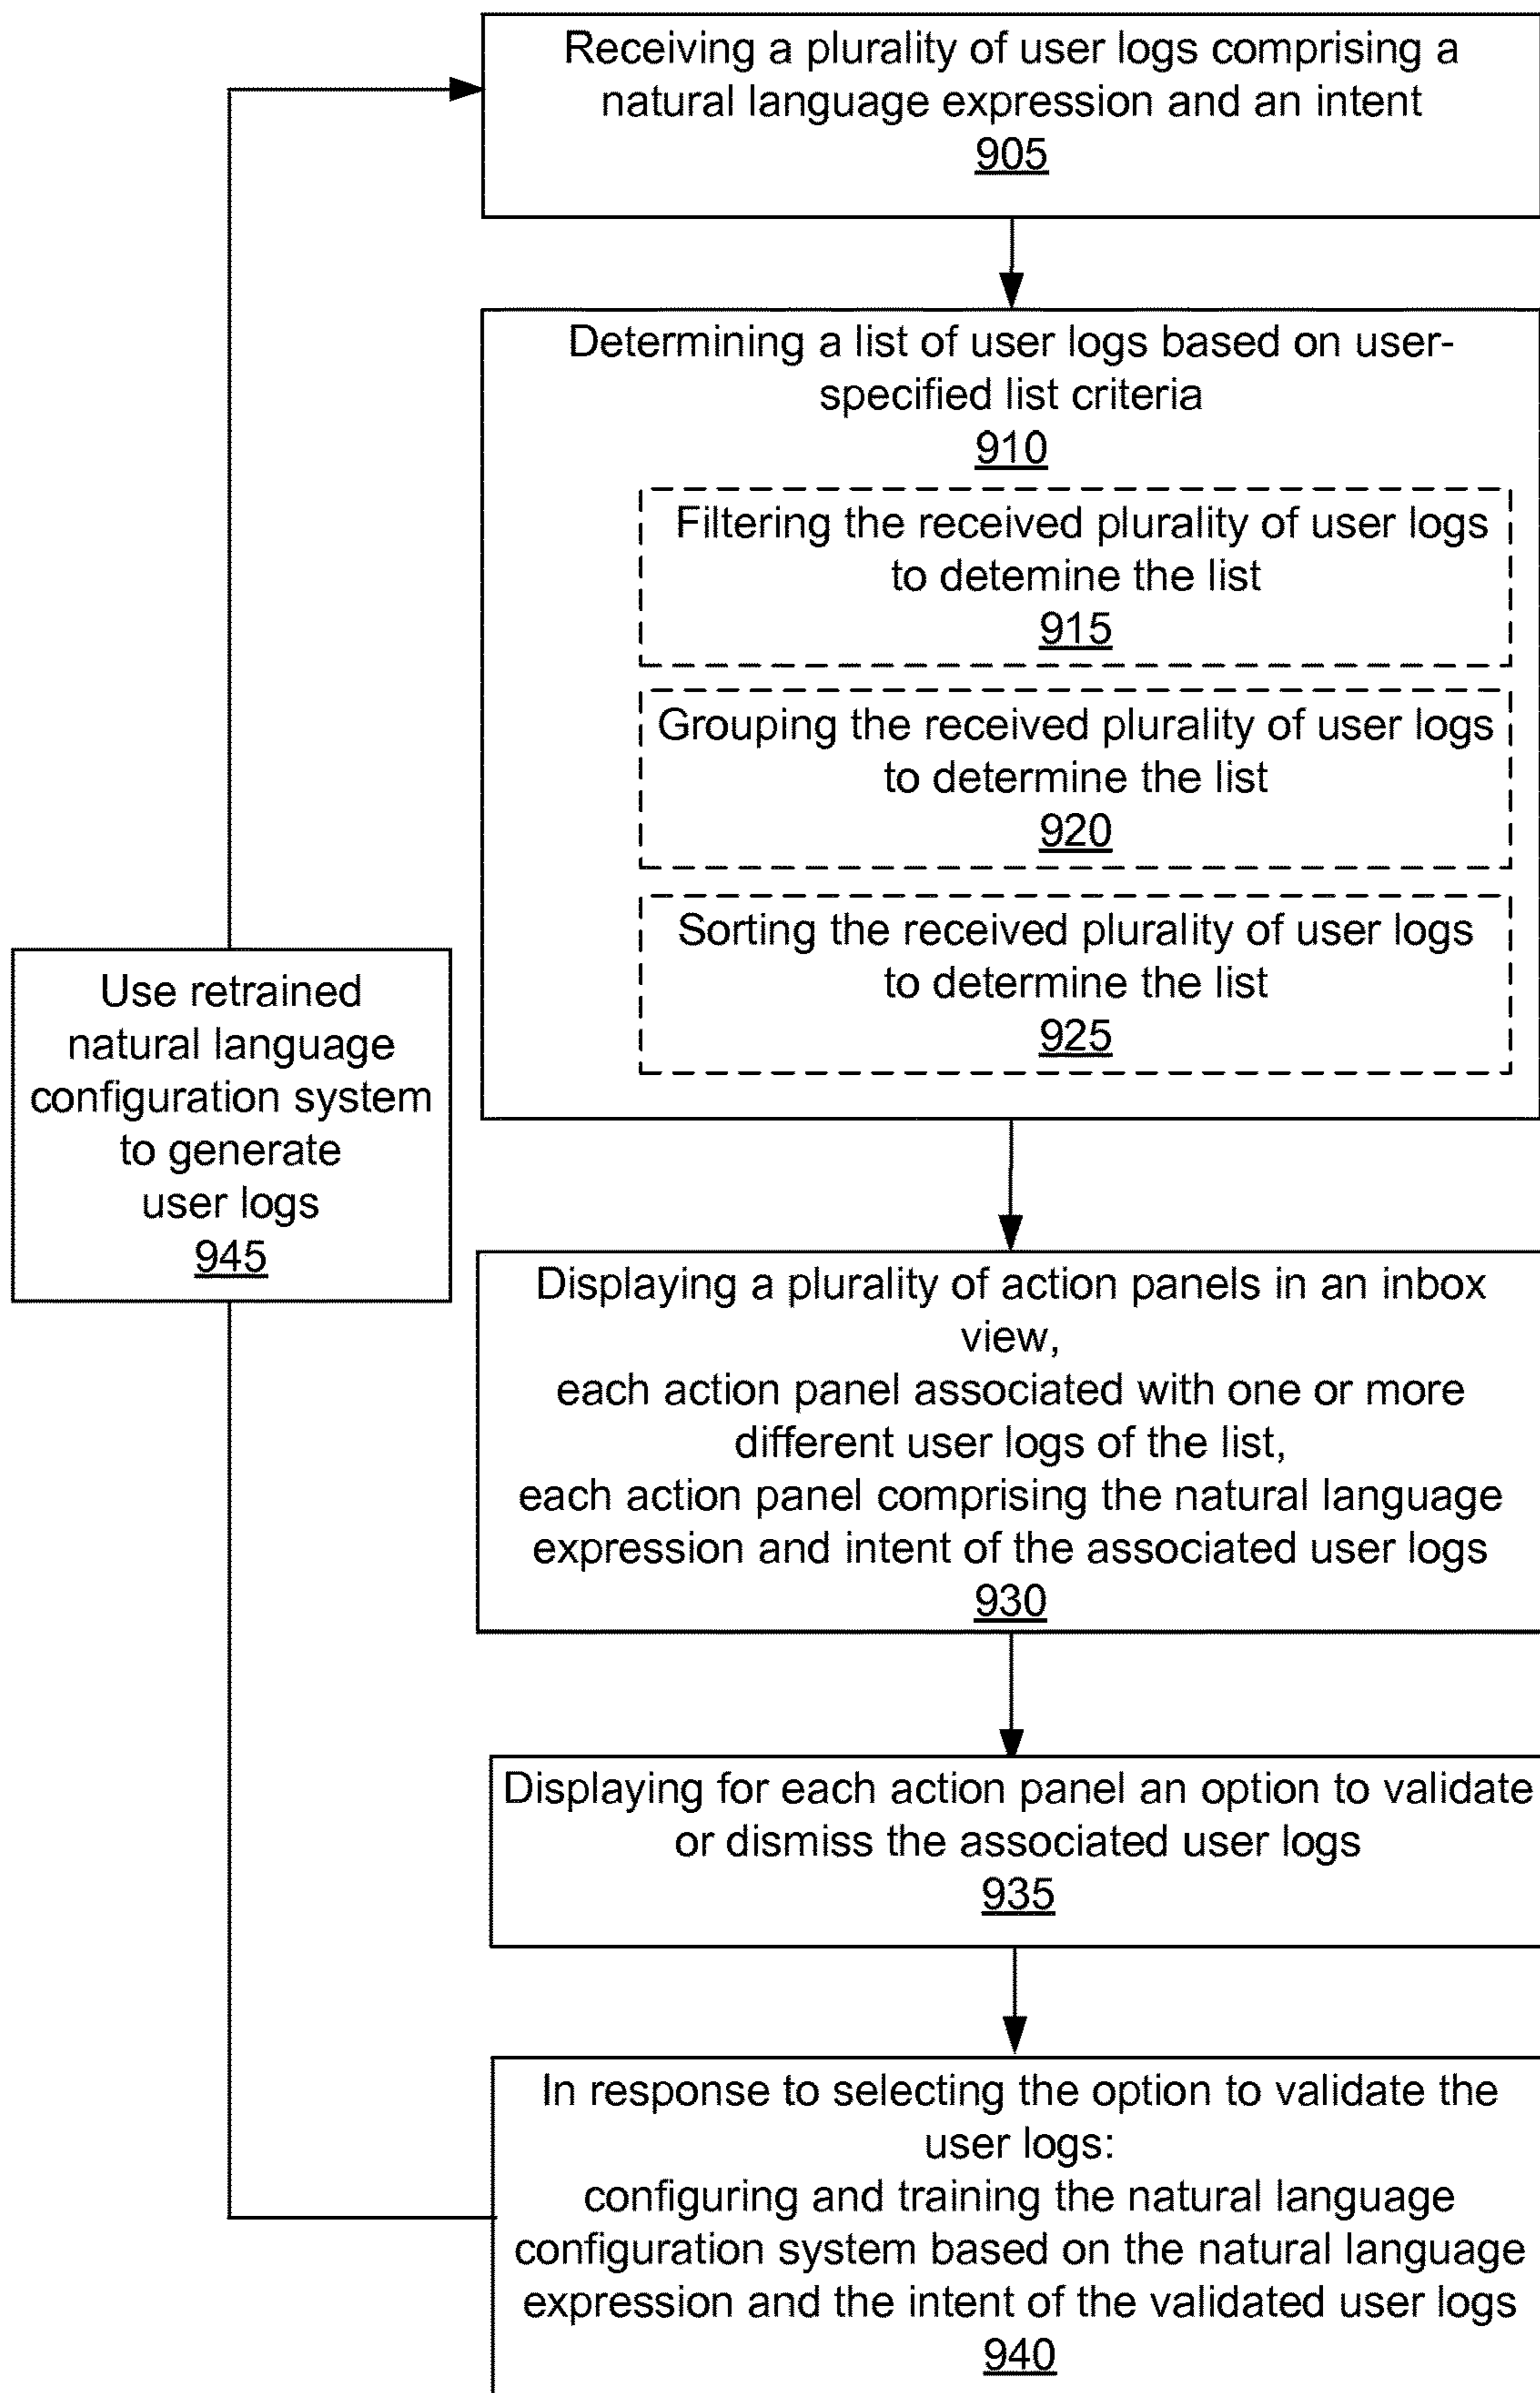 Receiving a plurality of user logs comprising a
natural language expression and an intent
905
Determining a list of user logs based on user-
specified list criteria
910
Filtering the received plurality of user logs
to detemine the list
915
Grouping the received plurality of user logs
to determine the list
920
Sorting the received plurality of user logs
to determine the list
925
Use retrained
natural language
configuration system
to generate
user logs
945
Displaying a plurality of action panels in an inbox
view,
each action panel associated with one or more
different user logs of the list,
each action panel comprising the natural language
expression and intent of the associated user logs
930
Displaying for each action panel an option to validate
or dismiss the associated user logs
935
In response to selecting the option to validate the
user logs:
configuring and training the natural language
configuration system based on the natural language
expression and the intent of the validated user logs
940